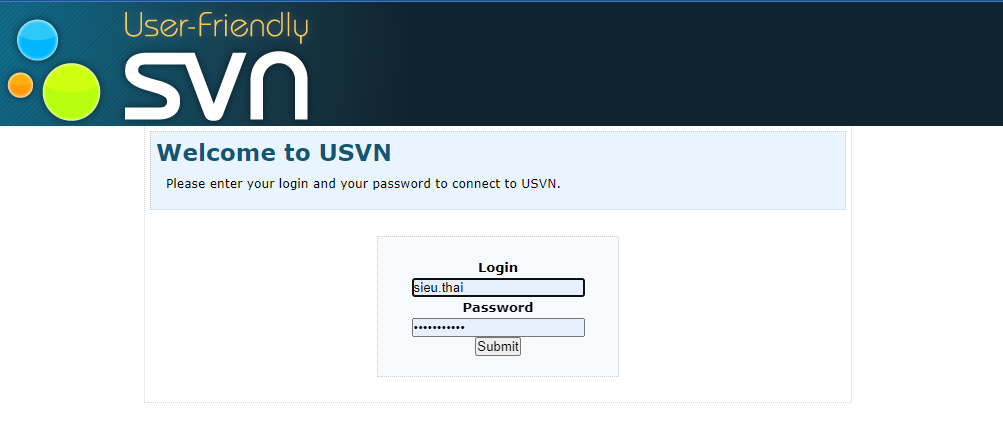 User-Friendly
SVN
Welcome to USVN
Please enter your login and your password to connect to USVN.
Login
sieu.thai
Password
•••••••••••
Submit